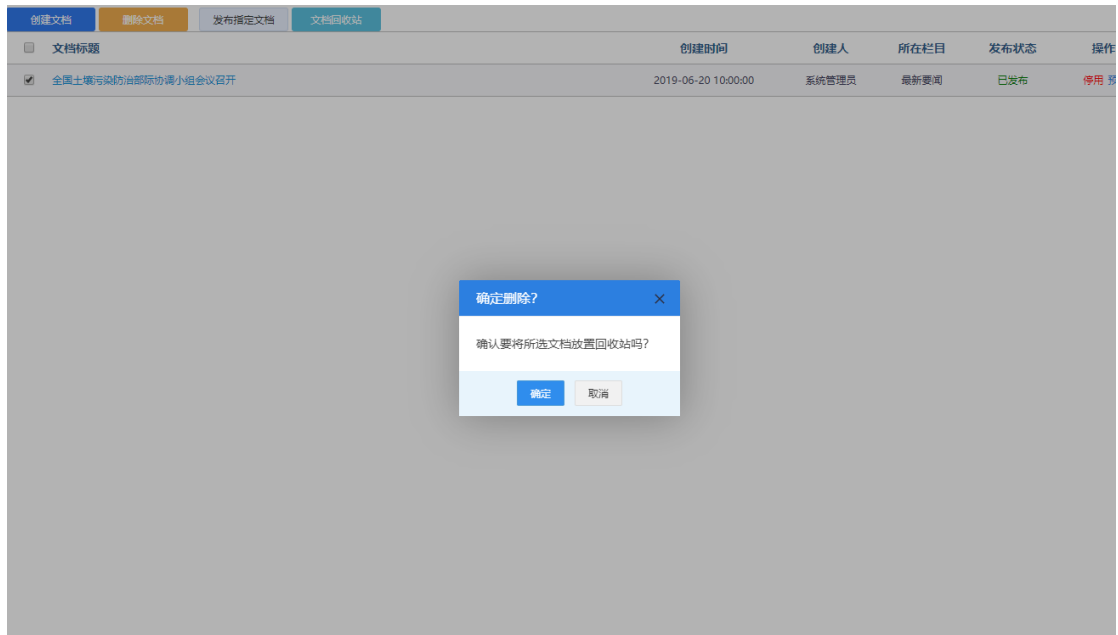 创建文档 删除文档 发布指定文档 文档回收站
文档标题 创建时间 创建人 所在栏目 发布状态 操作
全国土壤污染防治部际协调小组会议召开 2019-06-20 10:00:00 系统管理员 最新要闻 已发布 停用 预
确定删除?
确认要将所选文档放置回收站吗?
确定 取消